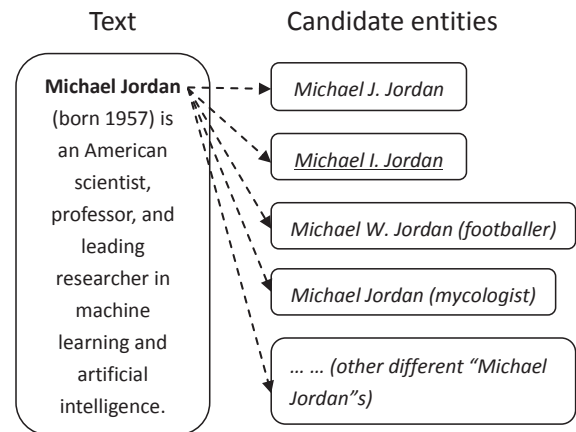 Text
Candidate entities
Michael Jordan
(born 1957) is
an American
scientist,
professor, and
leading
researcher in
machine
learning and
artificial
intelligence.
Michael J. Jordan
Michael I. Jordan
Michael W. Jordan (footballer)
Michael Jordan (mycologist)
… … (other different “Michael
Jordan”s)